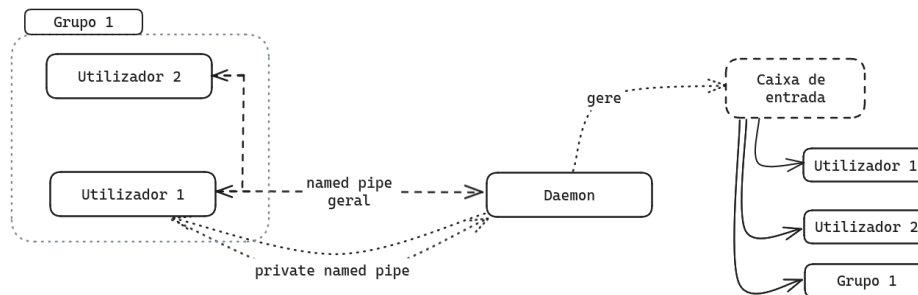 Grupo 1
Utilizador 2
Utilizador 1
named pipe
geral
private named pipe
Daemon
gere
Caixa de
entrada
Utilizador 1
Utilizador 2
Grupo 1